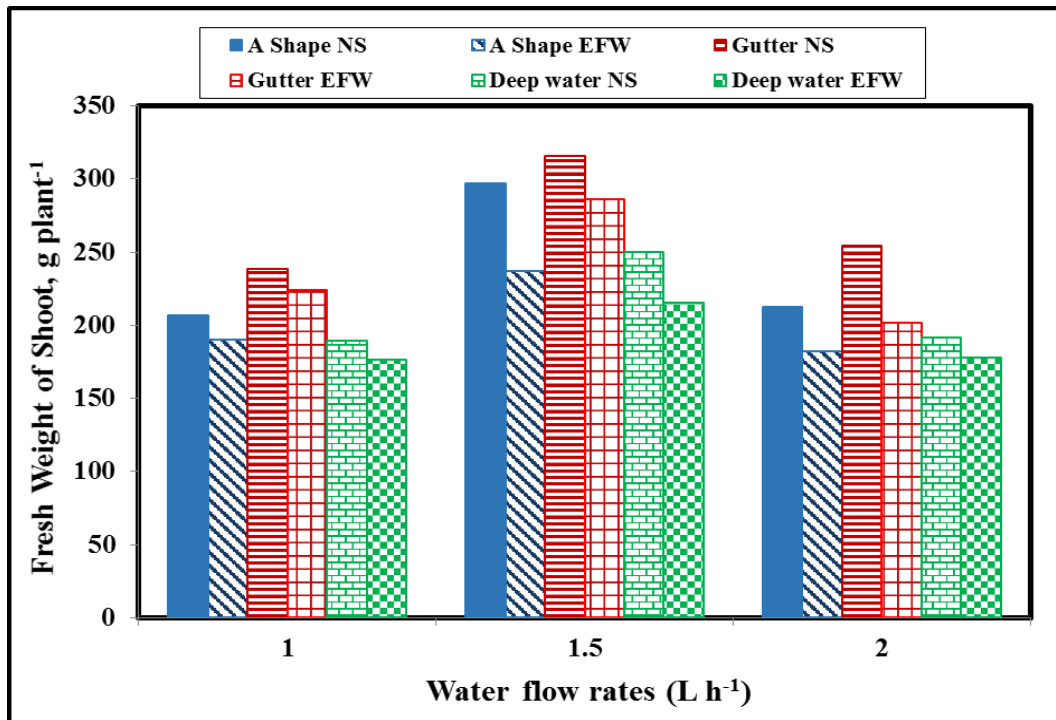 A Shape NS A Shape EFW Gutter NS
Gutter EFW Deep water NS Deep water EFW
350
300
250
200
150
100
50
0
Fresh Weight of Shoot, g plant⁻¹
1 1.5 2
Water flow rates (L h⁻¹)